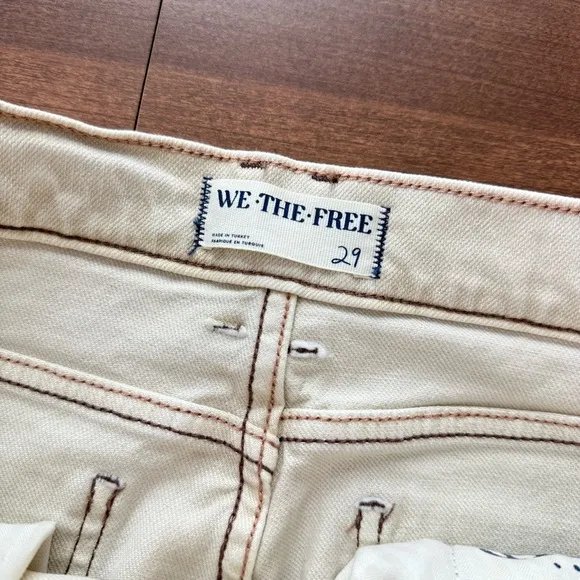 WE·THE·FREE
MADE IN TURKEY
FABRIQUÉ EN TURQUIE
29